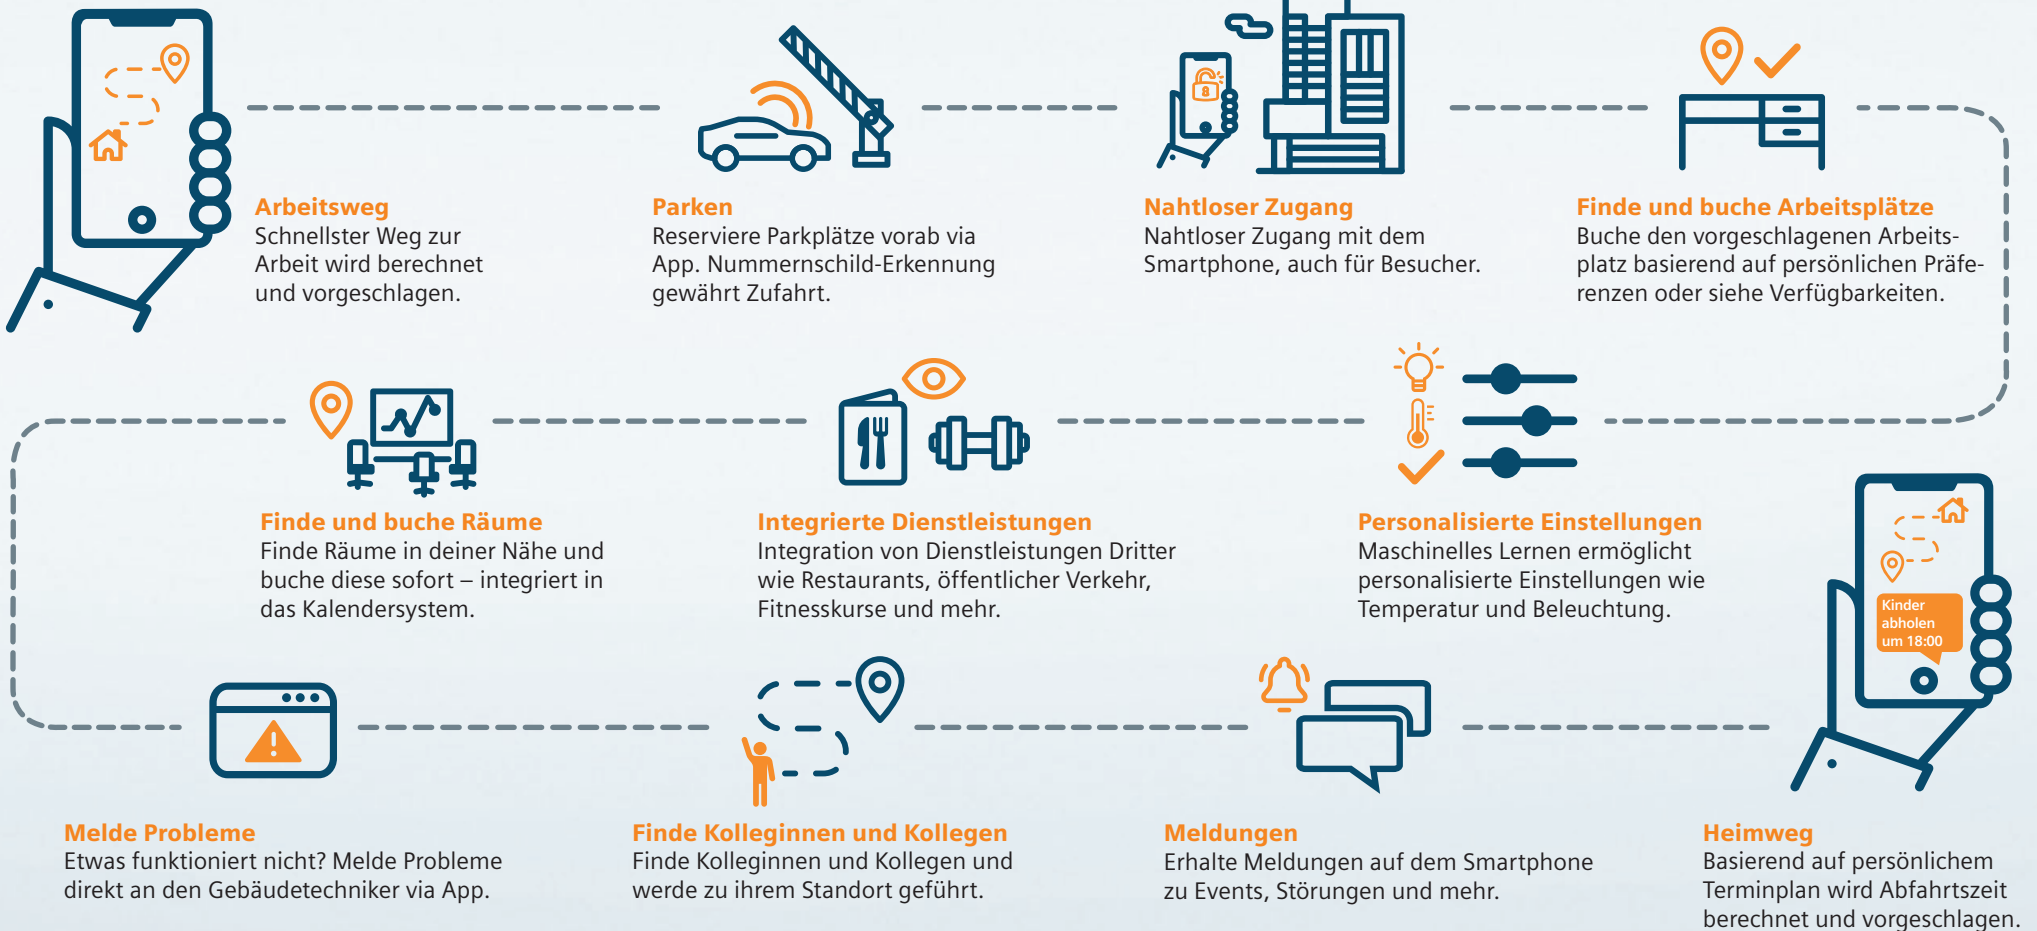 Arbeitsweg
Schnellster Weg zur
Arbeit wird berechnet
und vorgeschlagen.
Parken
Reserviere Parkplätze vorab via
App. Nummernschild-Erkennung
gewährt Zufahrt.
Nahtloser Zugang
Nahtloser Zugang mit dem
Smartphone, auch für Besucher.
Finde und buche Arbeitsplätze
Buche den vorgeschlagenen Arbeits-
platz basierend auf persönlichen Präfe-
renzen oder siehe Verfügbarkeiten.
Finde und buche Räume
Finde Räume in deiner Nähe und
buche diese sofort – integriert in
das Kalendersystem.
Integrierte Dienstleistungen
Integration von Dienstleistungen Dritter
wie Restaurants, öffentlicher Verkehr,
Fitnesskurse und mehr.
Personalisierte Einstellungen
Maschinelles Lernen ermöglicht
personalisierte Einstellungen wie
Temperatur und Beleuchtung.
Kinder
abholen
um 18:00
Melde Probleme
Etwas funktioniert nicht? Melde Probleme
direkt an den Gebäudetechniker via App.
Finde Kolleginnen und Kollegen
Finde Kolleginnen und Kollegen und
werde zu ihrem Standort geführt.
Meldungen
Erhalte Meldungen auf dem Smartphone
zu Events, Störungen und mehr.
Heimweg
Basierend auf persönlichem
Terminplan wird Abfahrtszeit
berechnet und vorgeschlagen.